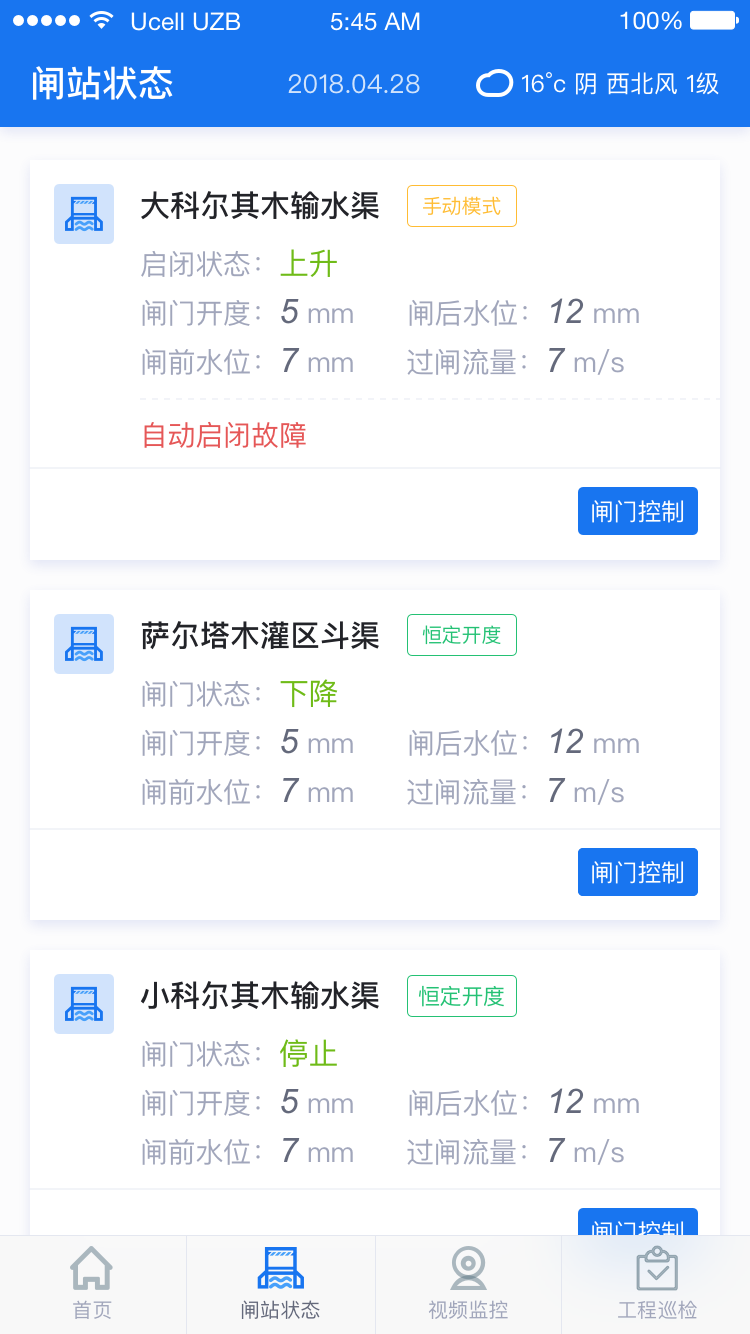 Ucell UZB 5:45 AM 100%
闸站状态 2018.04.28 16°c 阴 西北风 1级
大科尔其木输水渠 手动模式
启闭状态： 上升
闸门开度： 5 mm 闸后水位： 12 mm
闸前水位： 7 mm 过闸流量： 7 m/s
自动启闭故障
闸门控制
萨尔塔木灌区斗渠 恒定开度
闸门状态： 下降
闸门开度： 5 mm 闸后水位： 12 mm
闸前水位： 7 mm 过闸流量： 7 m/s
闸门控制
小科尔其木输水渠 恒定开度
闸门状态： 停止
闸门开度： 5 mm 闸后水位： 12 mm
闸前水位： 7 mm 过闸流量： 7 m/s
闸门控制
首页 闸站状态 视频监控 工程巡检